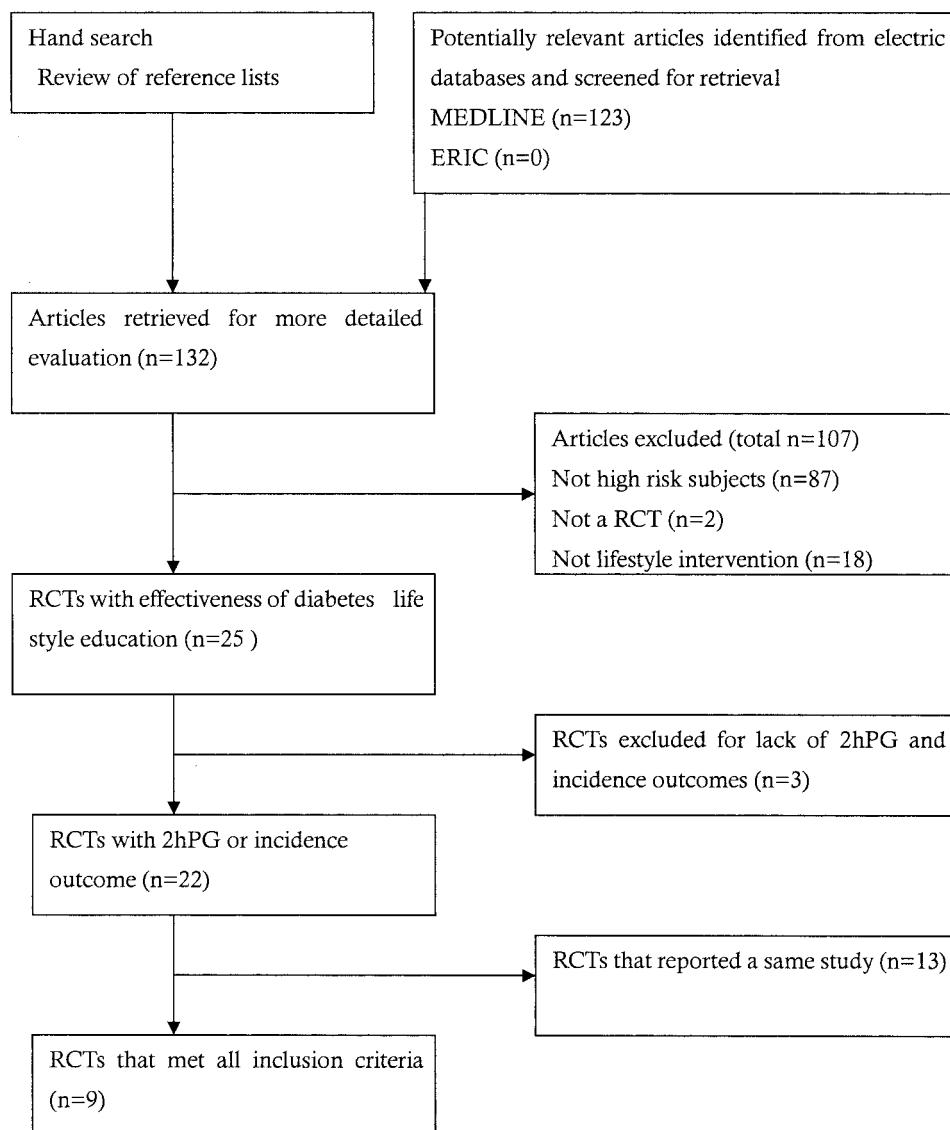 Hand search
Review of reference lists
Potentially relevant articles identified from electric
databases and screened for retrieval
MEDLINE (n=123)
ERIC (n=0)
Articles retrieved for more detailed
evaluation (n=132)
Articles excluded (total n=107)
Not high risk subjects (n=87)
Not a RCT (n=2)
Not lifestyle intervention (n=18)
RCTs with effectiveness of diabetes life
style education (n=25 )
RCTs excluded for lack of 2hPG and
incidence outcomes (n=3)
RCTs with 2hPG or incidence
outcome (n=22)
RCTs that reported a same study (n=13)
RCTs that met all inclusion criteria
(n=9)